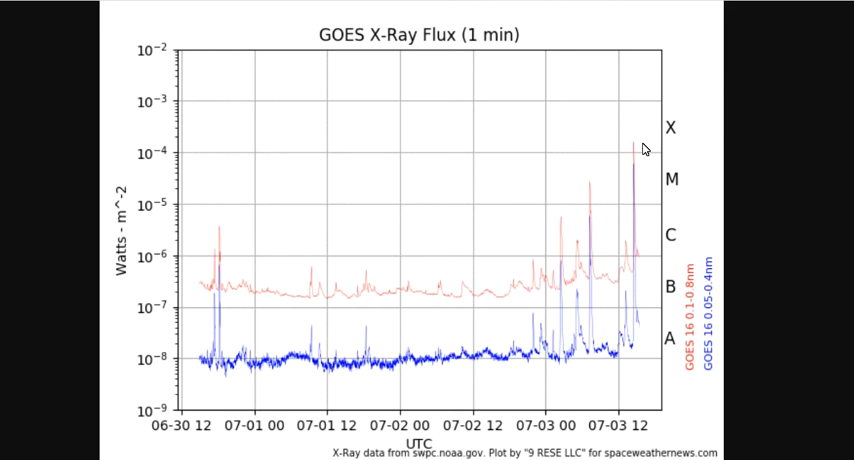 GOES X-Ray Flux (1 min)
10^-2
10^-3
10^-4
10^-5
10^-6
10^-7
10^-8
10^-9
Watts - m^-2
X
M
C
B
A
GOES 16 0.1-0.8nm
GOES 16 0.05-0.4nm
06-30 12 07-01 00 07-01 12 07-02 00 07-02 12 07-03 00 07-03 12
UTC
X-Ray data from swpc.noaa.gov. Plot by "9 RESE LLC" for spaceweathernews.com